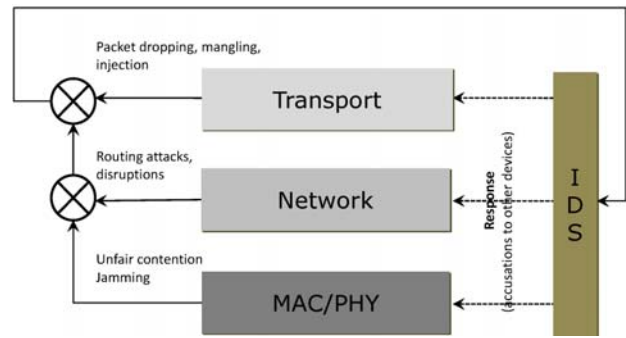 Packet dropping, mangling,
injection
Transport
Routing attacks,
disruptions
Network
Unfair contention
Jamming
MAC/PHY
Response
(accusations to other devices)
I
D
S